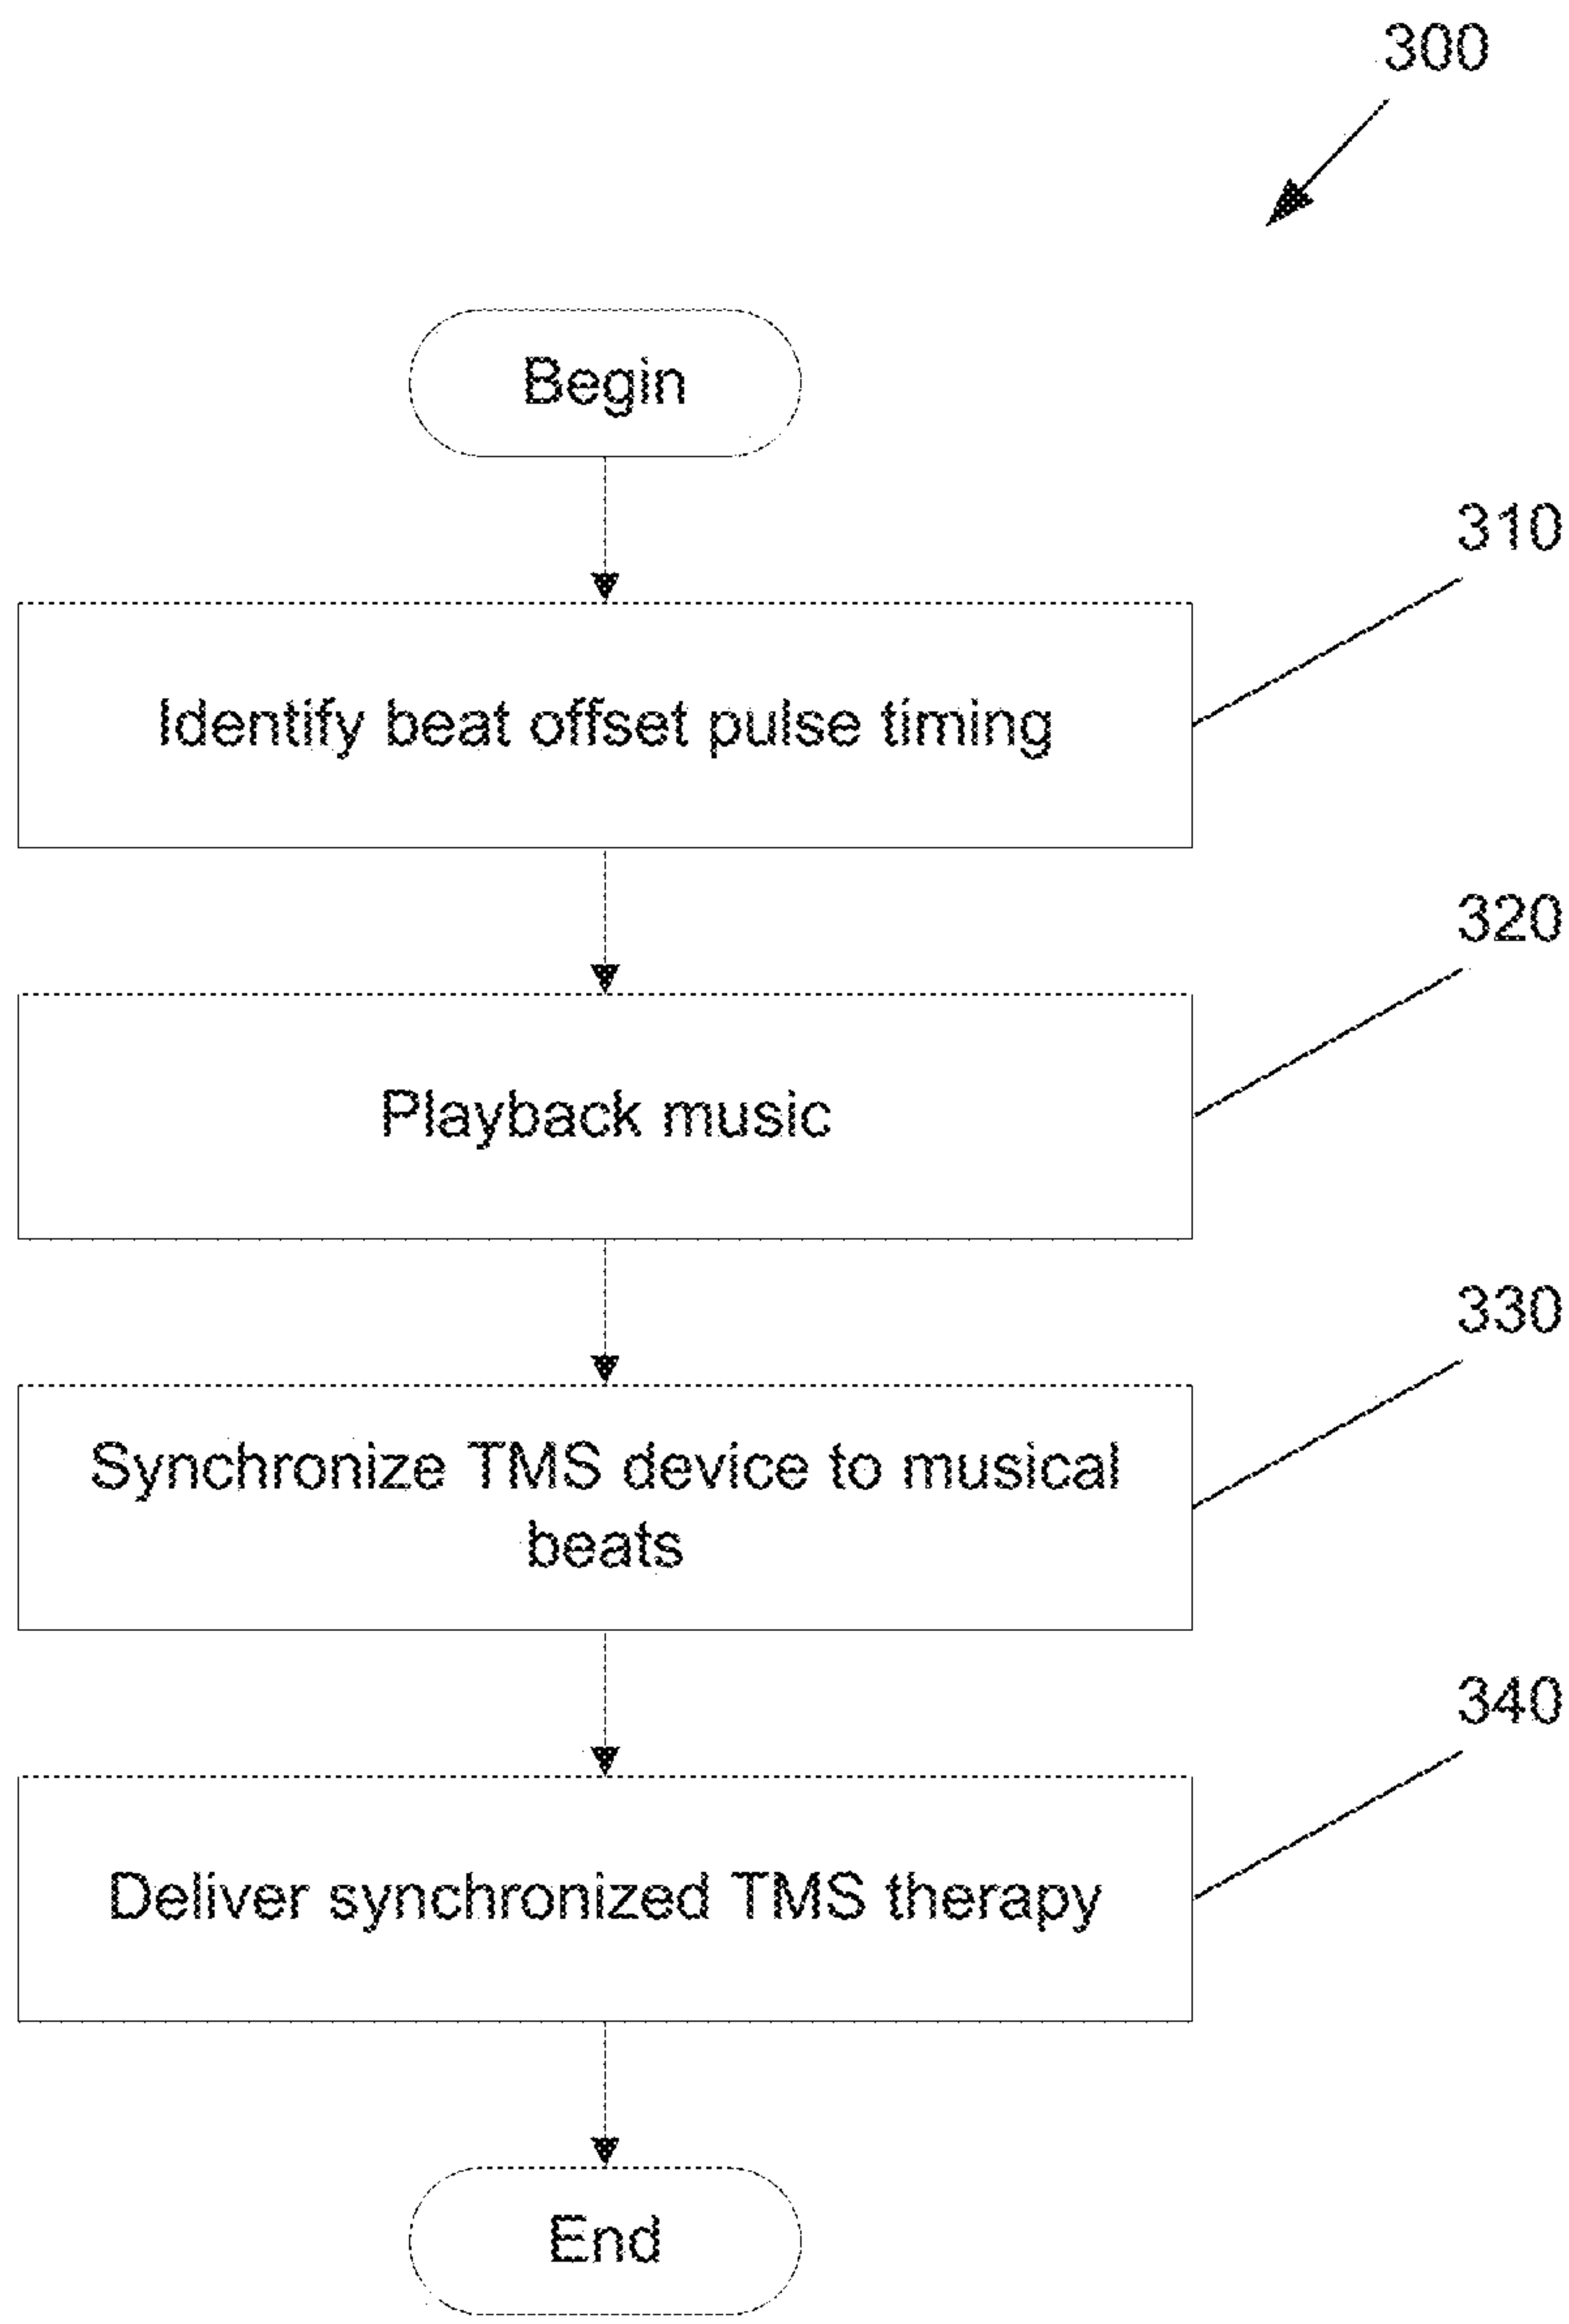 300
Begin
310
Identify beat offset pulse timing
320
Playback music
330
Synchronize TMS device to musical
beats
340
Deliver synchronized TMS therapy
End